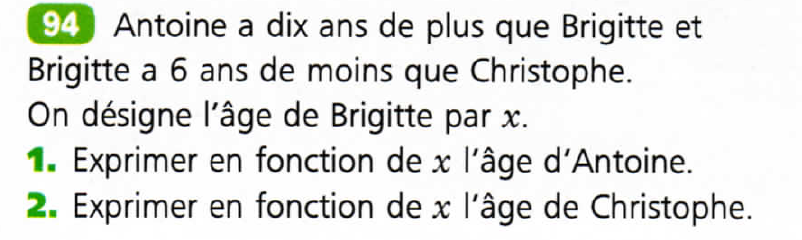 94 Antoine a dix ans de plus que Brigitte et
Brigitte a 6 ans de moins que Christophe.
On désigne l'âge de Brigitte par x.
1. Exprimer en fonction de x l'âge d'Antoine.
2. Exprimer en fonction de x l'âge de Christophe.